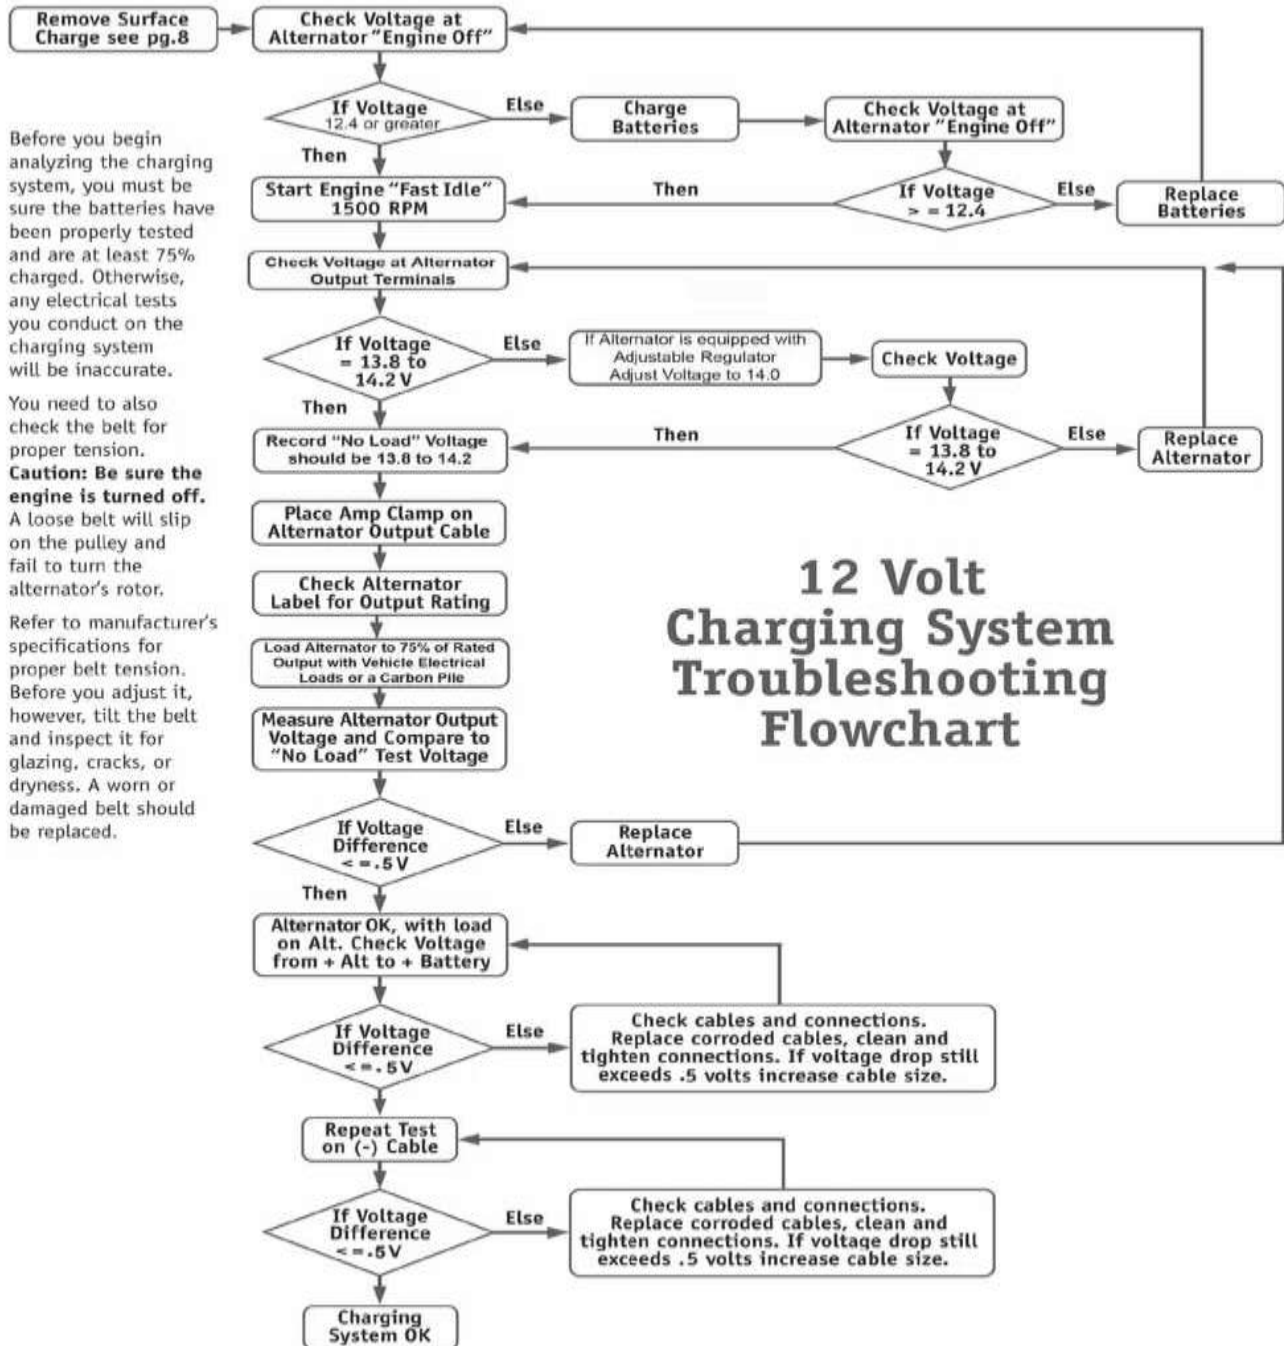 Remove Surface
Charge see pg.8
Check Voltage at
Alternator "Engine Off"
If Voltage
12.4 or greater
Else
Charge
Batteries
Check Voltage at
Alternator "Engine Off"
Then
Start Engine "Fast Idle"
1500 RPM
Then
If Voltage
> = 12.4
Else
Replace
Batteries
Check Voltage at Alternator
Output Terminals
If Voltage
= 13.8 to
14.2 V
Else
If Alternator is equipped with
Adjustable Regulator
Adjust Voltage to 14.0
Check Voltage
Then
Record "No Load" Voltage
should be 13.8 to 14.2
Then
If Voltage
= 13.8 to
14.2 V
Else
Replace
Alternator
Place Amp Clamp on
Alternator Output Cable
Check Alternator
Label for Output Rating
Load Alternator to 75% of Rated
Output with Vehicle Electrical
Loads or a Carbon Pile
Measure Alternator Output
Voltage and Compare to
"No Load" Test Voltage
If Voltage
Difference
< = .5 V
Else
Replace
Alternator
Then
Alternator OK, with load
on Alt. Check Voltage
from + Alt to + Battery
If Voltage
Difference
< = .5 V
Else
Check cables and connections.
Replace corroded cables, clean and
tighten connections. If voltage drop still
exceeds .5 volts increase cable size.
Repeat Test
on (-) Cable
If Voltage
Difference
< = .5 V
Else
Check cables and connections.
Replace corroded cables, clean and
tighten connections. If voltage drop still
exceeds .5 volts increase cable size.
Charging
System OK
Before you begin
analyzing the charging
system, you must be
sure the batteries have
been properly tested
and are at least 75%
charged. Otherwise,
any electrical tests
you conduct on the
charging system
will be inaccurate.
You need to also
check the belt for
proper tension.
Caution: Be sure the
engine is turned off.
A loose belt will slip
on the pulley and
fail to turn the
alternator's rotor.
Refer to manufacturer's
specifications for
proper belt tension.
Before you adjust it,
however, tilt the belt
and inspect it for
glazing, cracks, or
dryness. A worn or
damaged belt should
be replaced.
12 Volt
Charging System
Troubleshooting
Flowchart